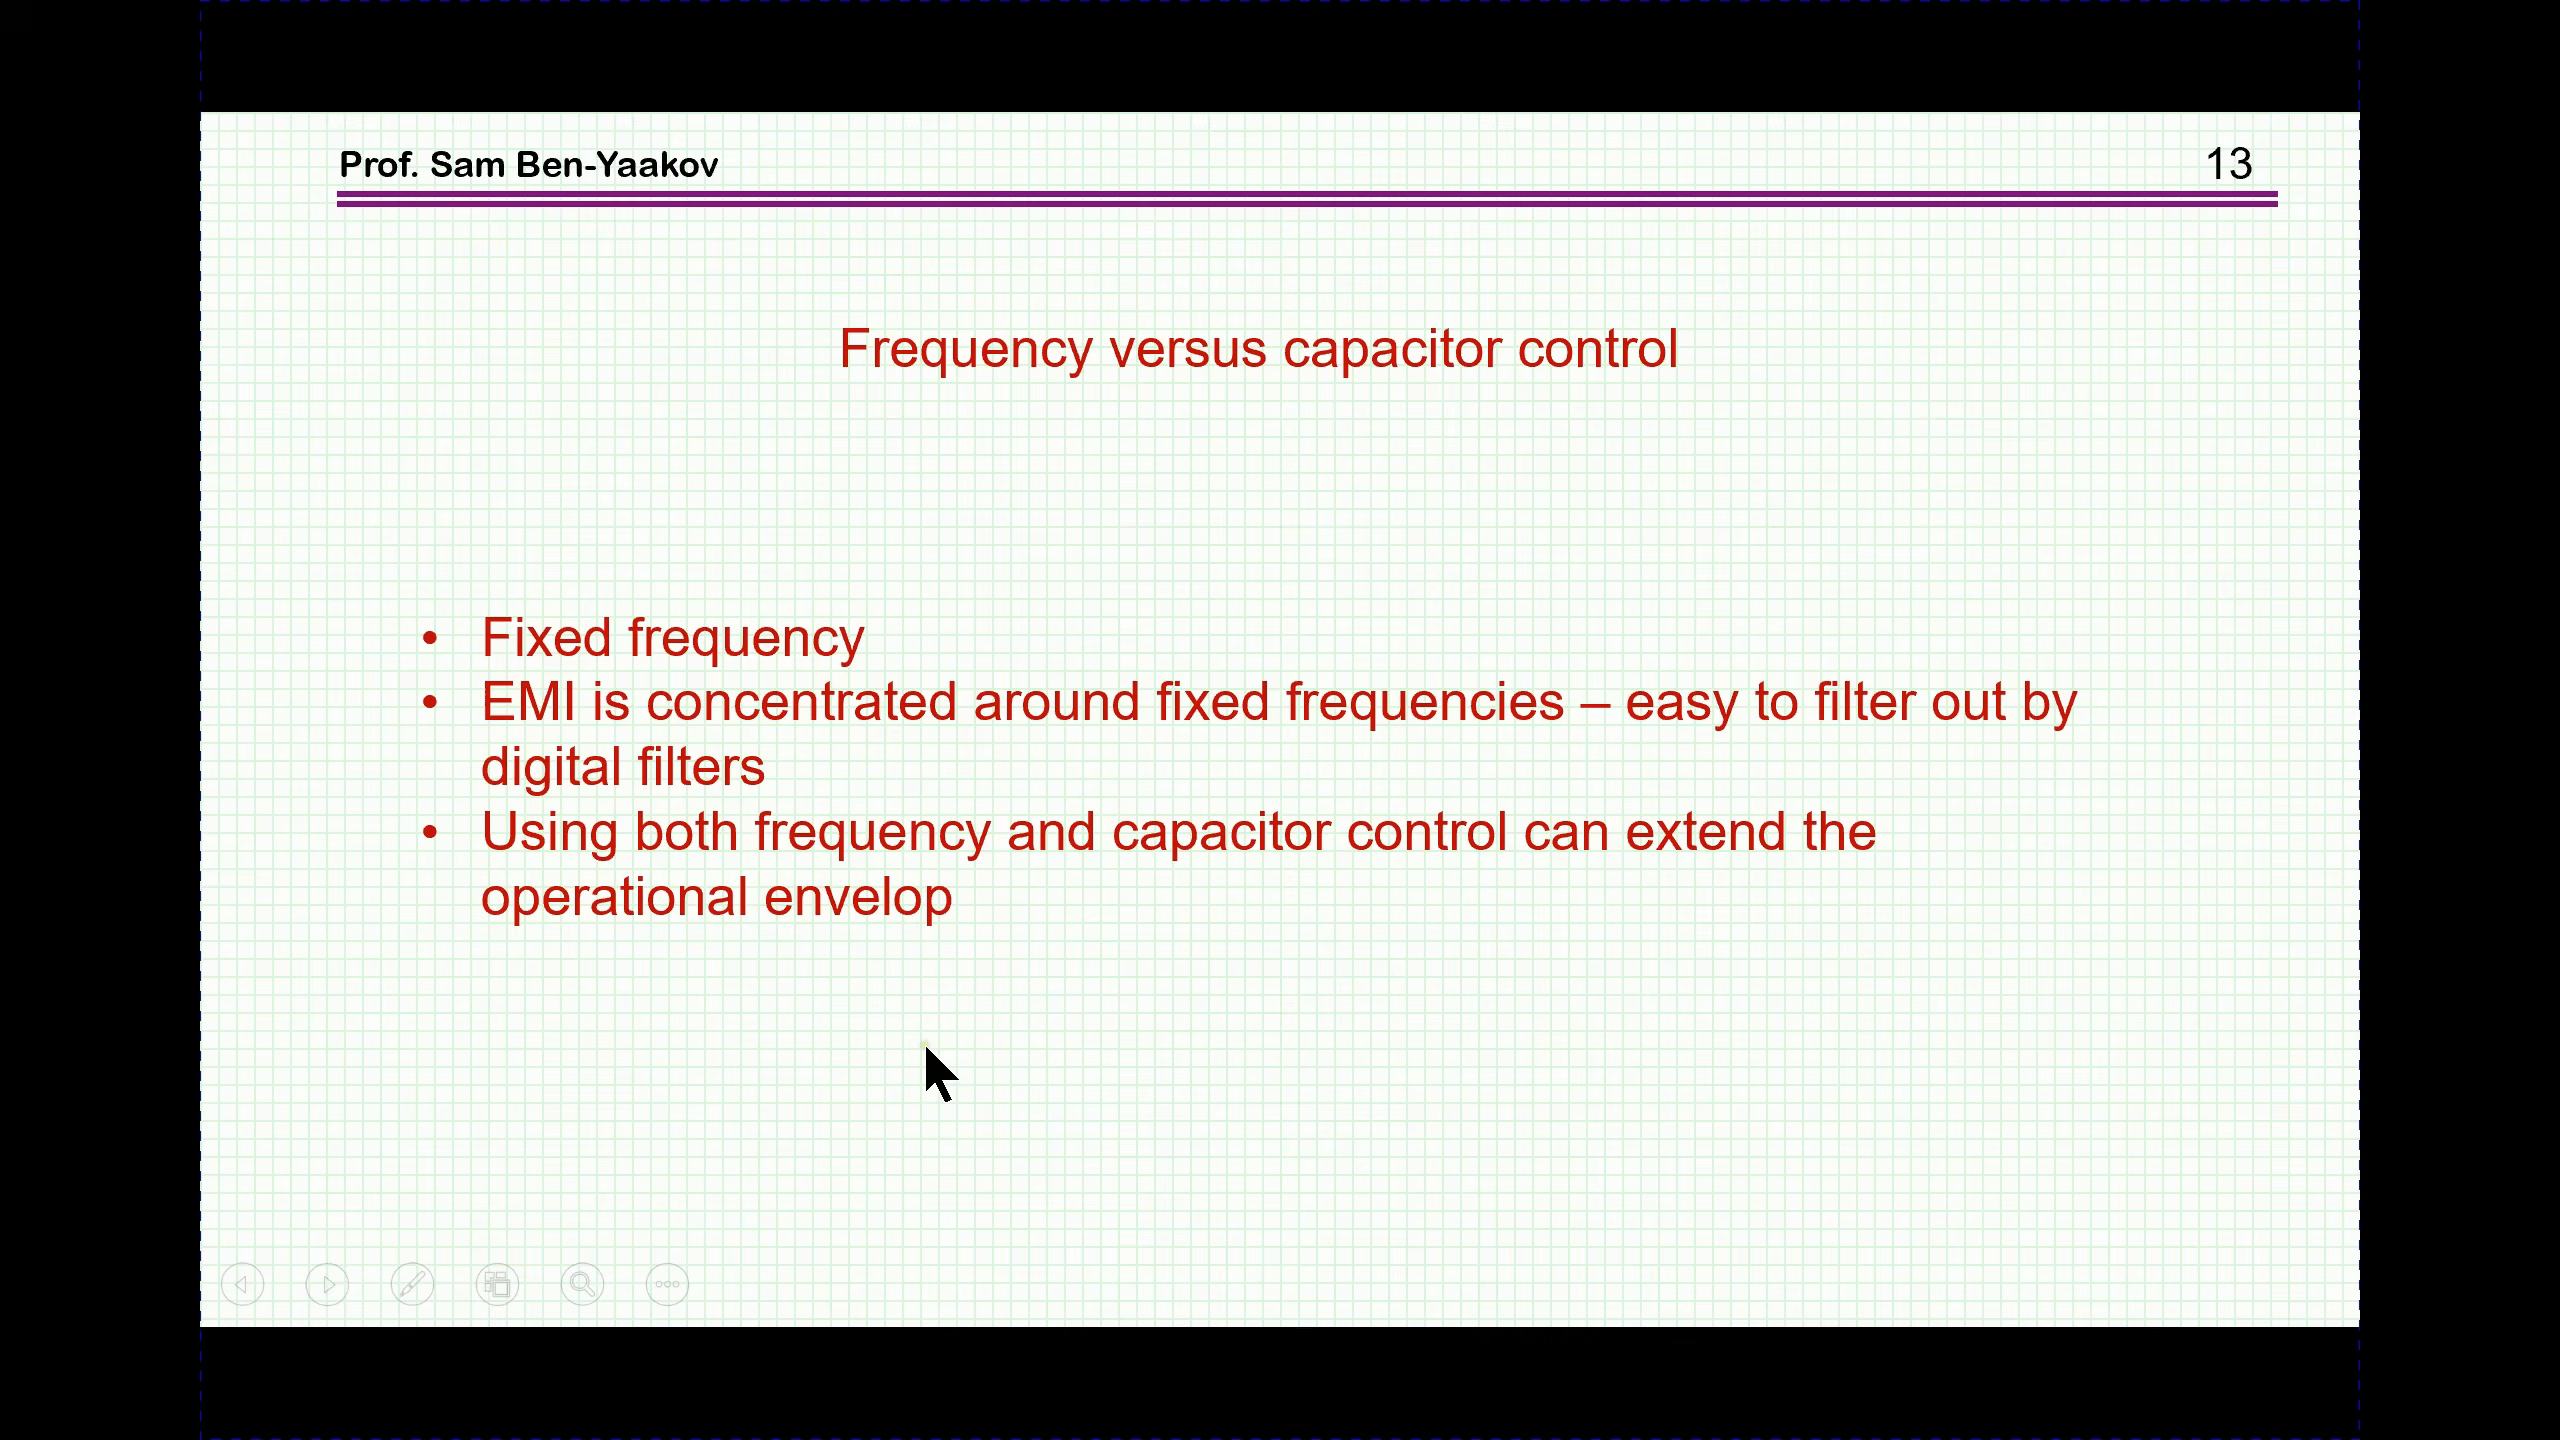 Prof. Sam Ben-Yaakov
13
Frequency versus capacitor control
• Fixed frequency
• EMI is concentrated around fixed frequencies – easy to filter out by
digital filters
• Using both frequency and capacitor control can extend the
operational envelop